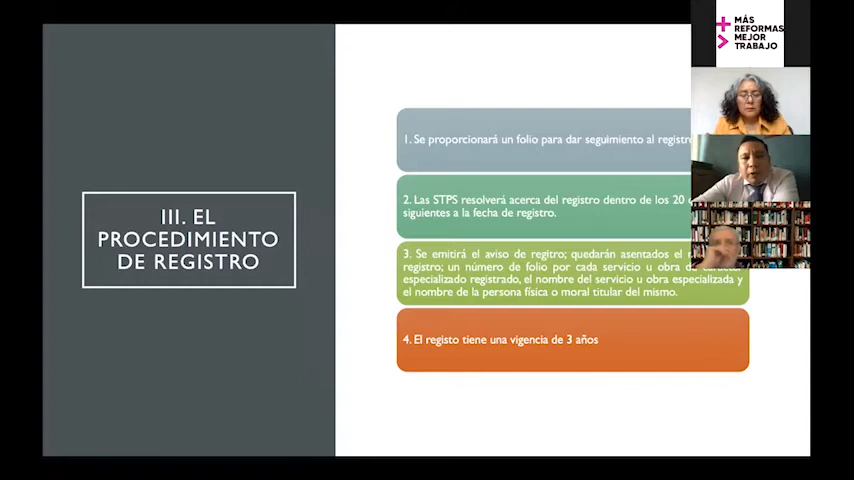 MÁS
REFORMAS
MEJOR
TRABAJO
III. EL
PROCEDIMIENTO
DE REGISTRO
1. Se proporcionará un folio para dar seguimiento al
2. Las STPS resolverá acerca del registro dentro de los 20
siguientes a la fecha de registro.
3. Se emitirá el aviso de regitro; quedarán asentados el
registro; un número de folio por cada servicio u obra de
especializado registrado, el nombre del servicio u obra especializada y
el nombre de la persona física o moral titular del mismo.
4. El registo tiene una vigencia de 3 años